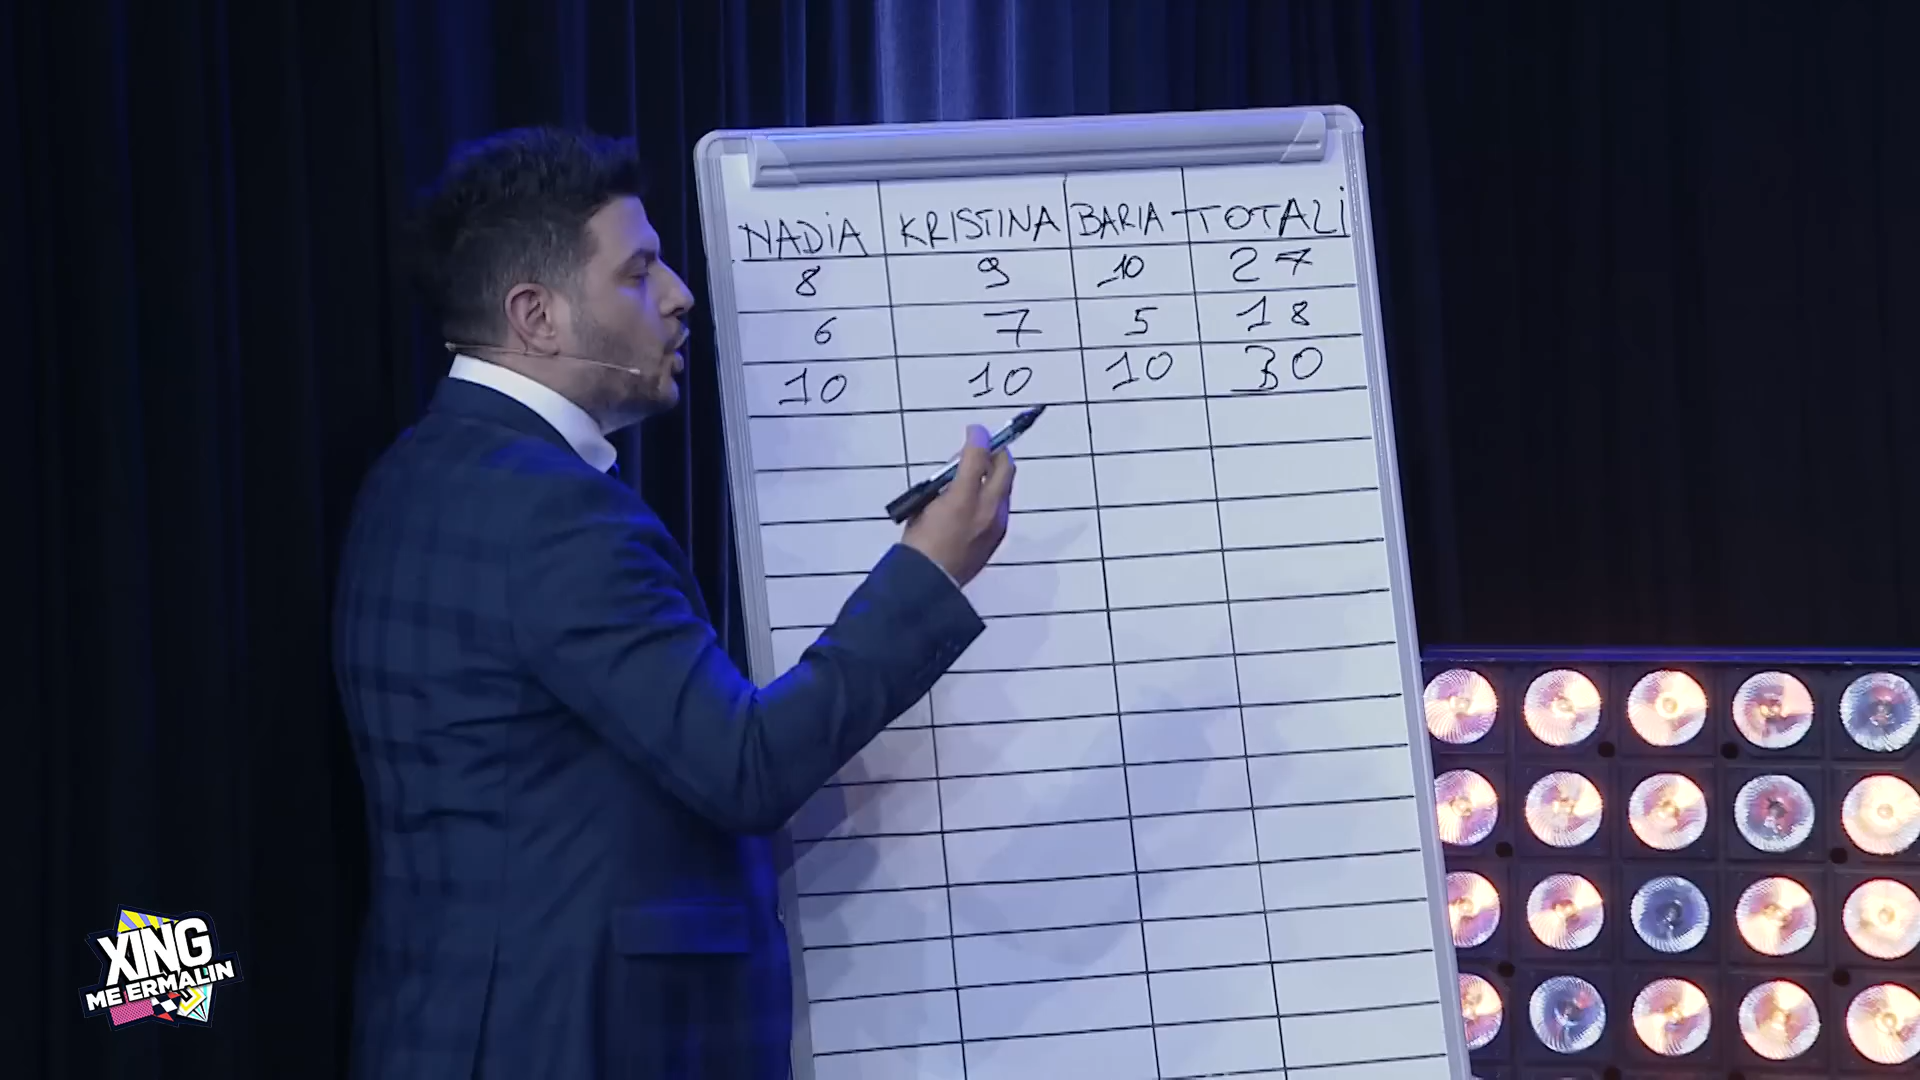 NADiA KRISTINA BARIA TOTALI
8 9 10 27
6 7 5 18
10 10 10 30
XING
ME ERMALIN